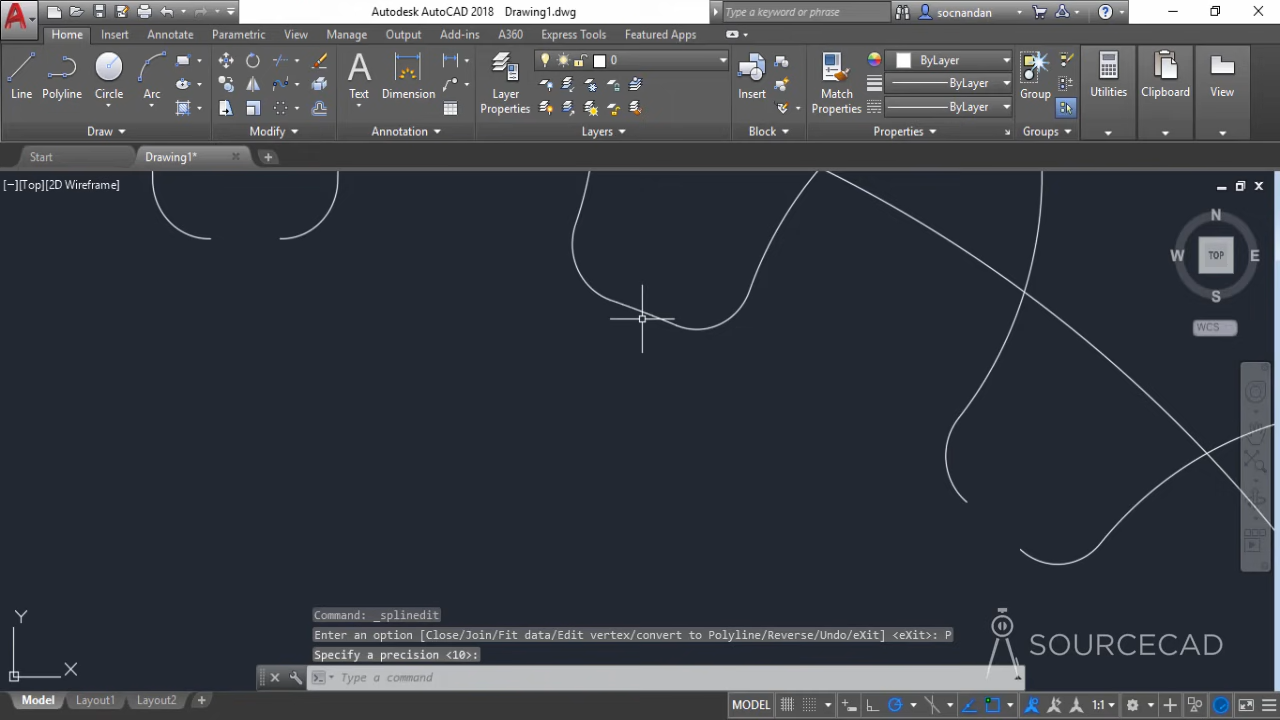 Autodesk AutoCAD 2018 Drawing1.dwg
Type a keyword or phrase
socnandan
Home Insert Annotate Parametric View Manage Output Add-ins A360 Express Tools Featured Apps
0
ByLayer
ByLayer
ByLayer
Line Polyline Circle Arc
Text Dimension
Layer Properties
Insert
Match Properties
Group
Utilities
Clipboard
View
Draw Modify Annotation Layers Block Properties Groups
Start Drawing1*
[−][Top][2D Wireframe]
N
W TOP E
S
WCS
Command: _splinedit
Enter an option [Close/Join/Fit data/Edit vertex/convert to Polyline/Reverse/Undo/eXit] <eXit>: P
Specify a precision <10>:
Y
X
SOURCECAD
Type a command
Model Layout1 Layout2
MODEL
1:1